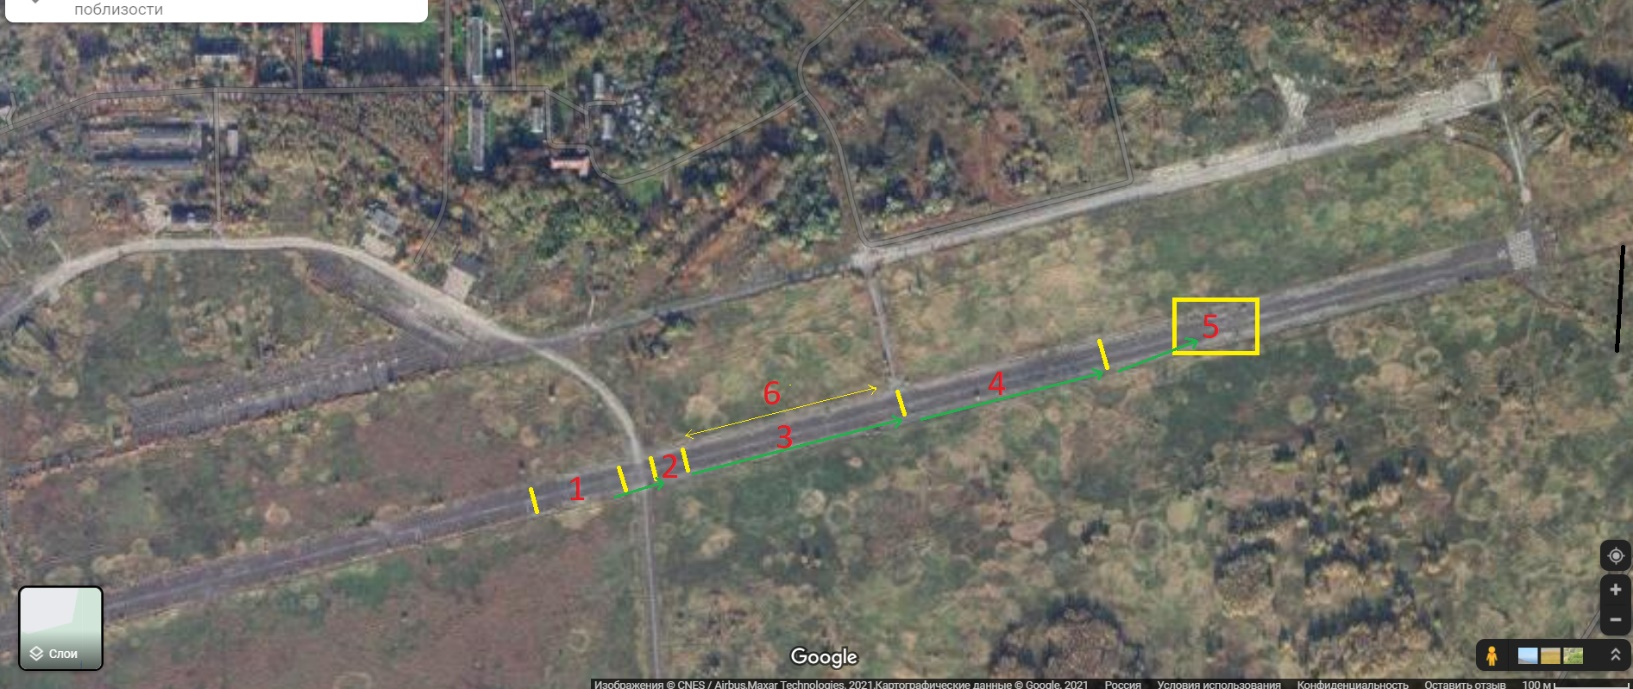 поблизости
5
6
4
3
2
1
Слои
Google
Изображения © CNES / Airbus,Maxar Technologies, 2021,Картографические данные © Google, 2021 Россия Условия использования Конфиденциальность Оставить отзыв 100 м